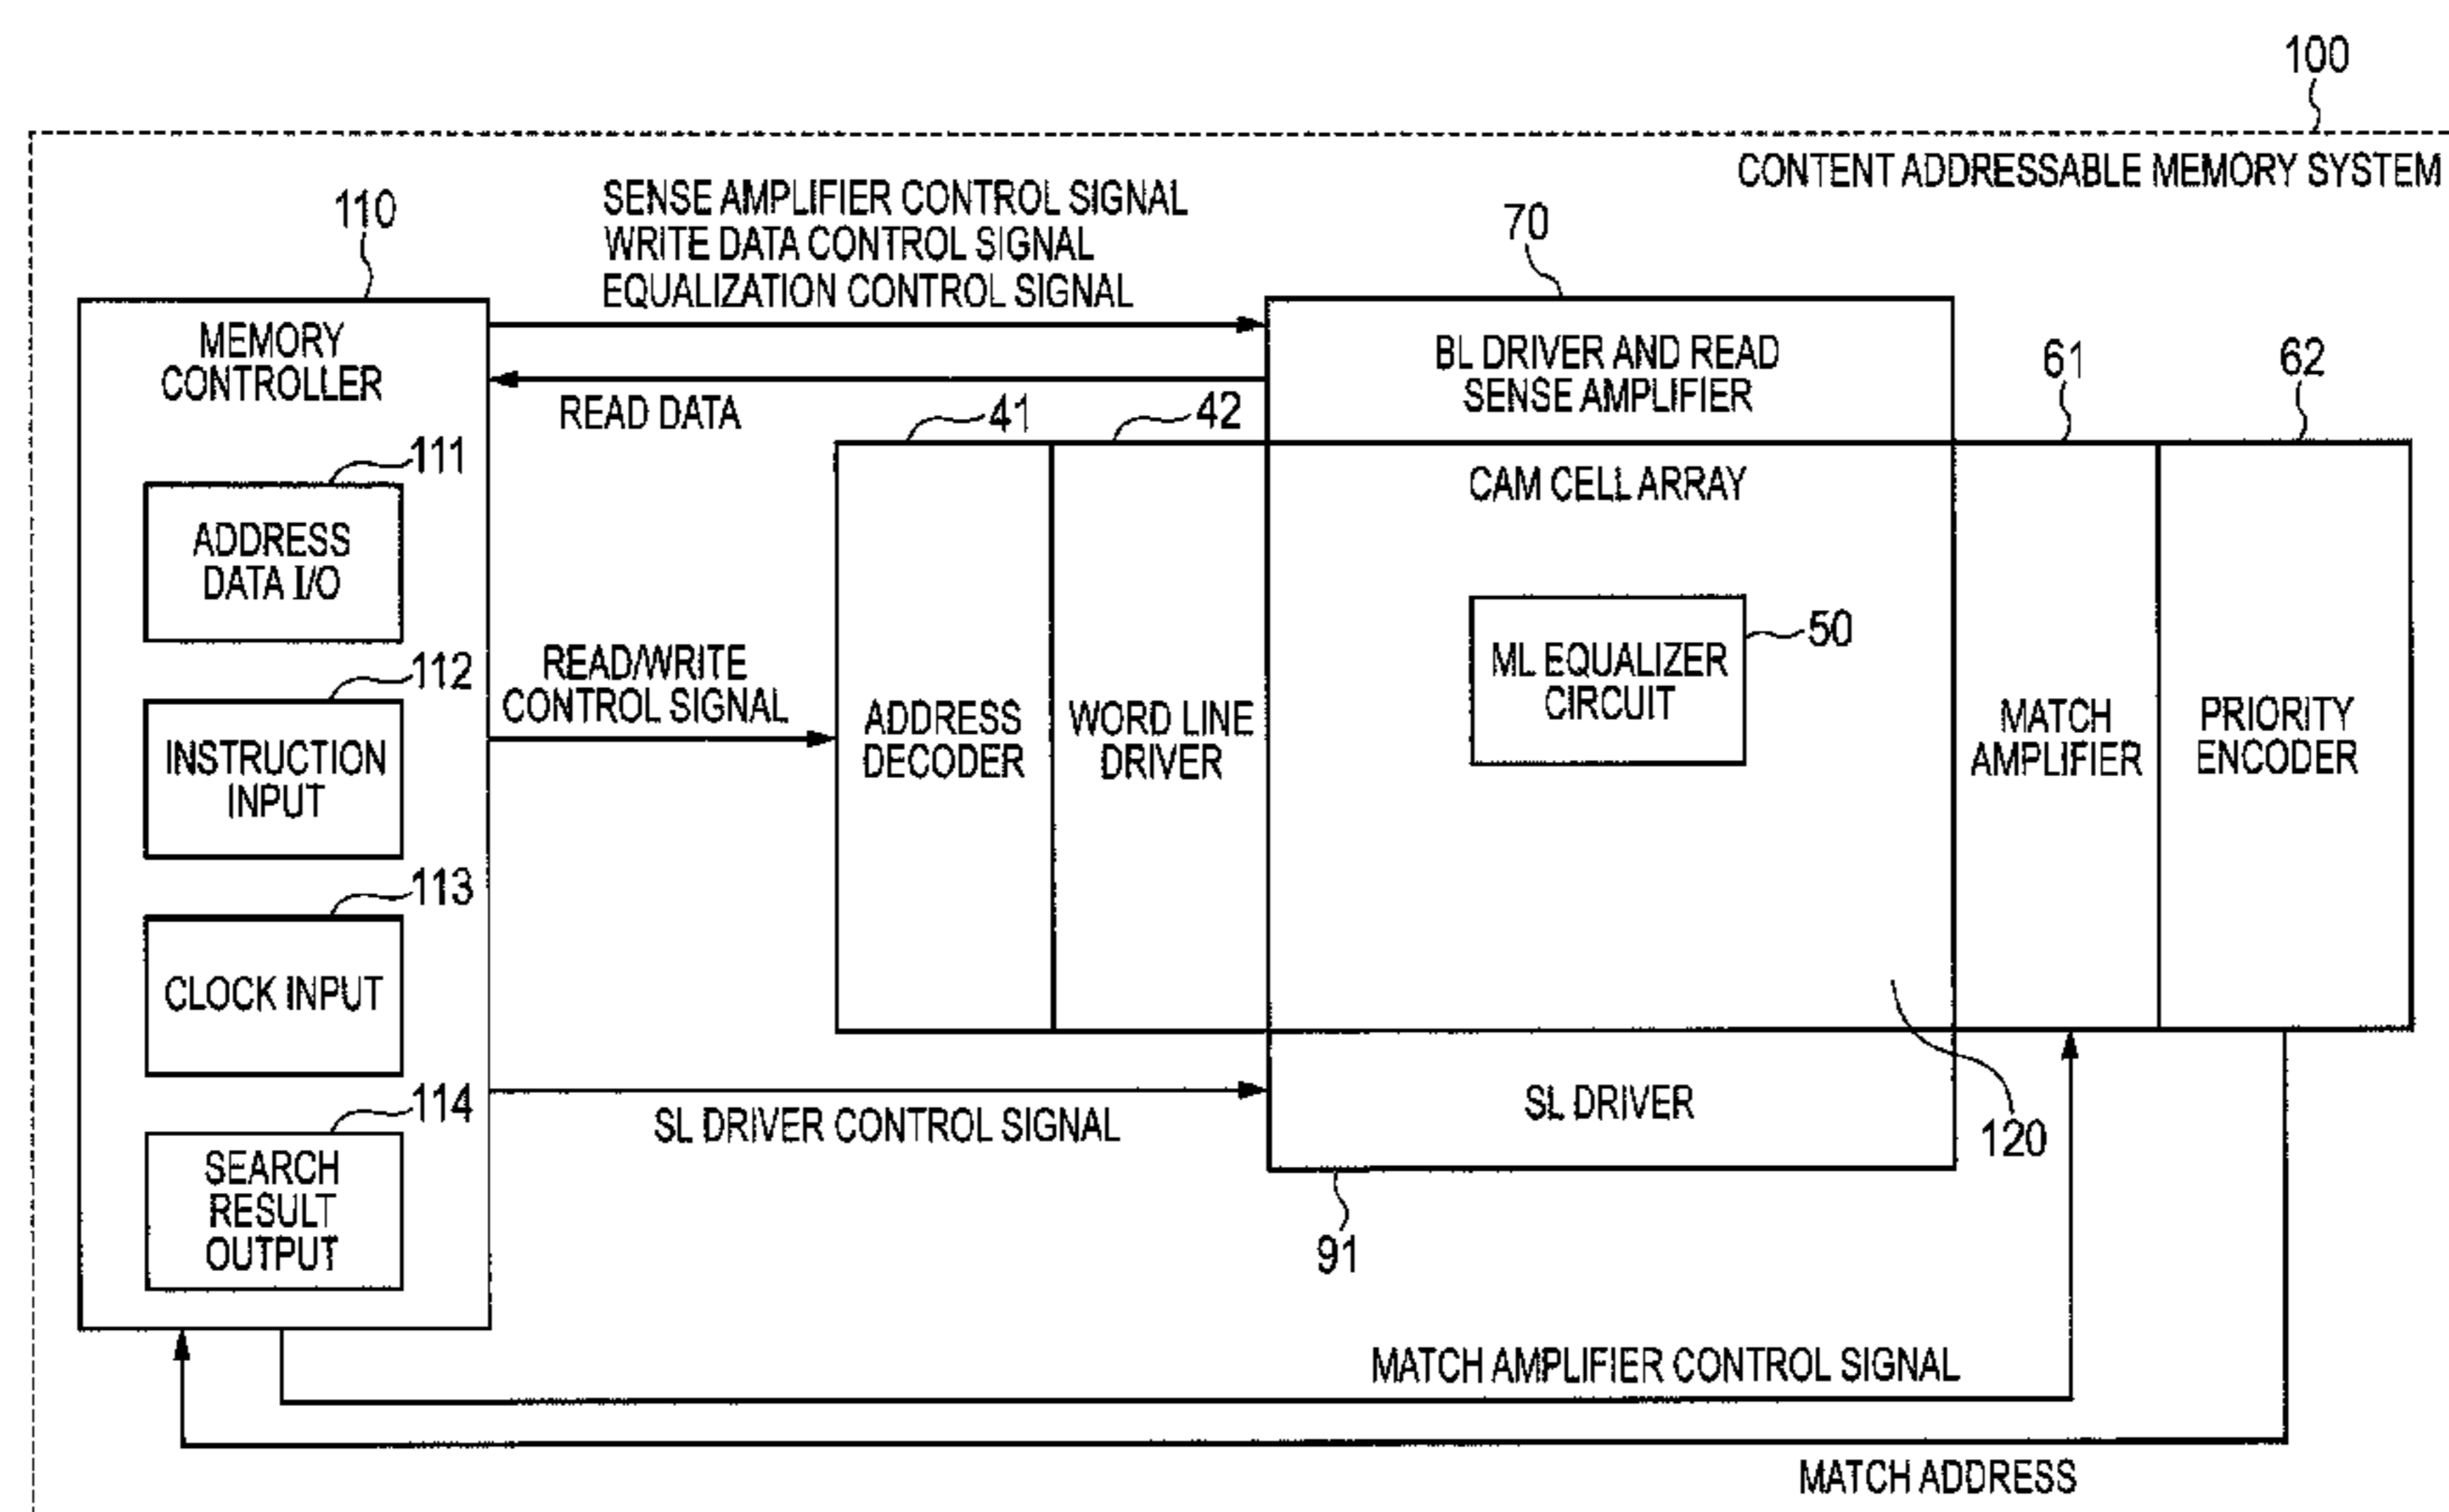 100
CONTENT ADDRESSABLE MEMORY SYSTEM
SENSE AMPLIFIER CONTROL SIGNAL
WRITE DATA CONTROL SIGNAL
EQUALIZATION CONTROL SIGNAL
110
70
MEMORY
CONTROLLER
BL DRIVER AND READ
SENSE AMPLIFIER
61
62
READ DATA
41
42
111
ADDRESS
DATA I/O
CAM CELL ARRAY
ML EQUALIZER
CIRCUIT
50
112
INSTRUCTION
INPUT
READ/WRITE
CONTROL SIGNAL
ADDRESS
DECODER
WORD LINE
DRIVER
MATCH
AMPLIFIER
PRIORITY
ENCODER
113
CLOCK INPUT
114
SEARCH
RESULT
OUTPUT
SL DRIVER CONTROL SIGNAL
SL DRIVER
120
91
MATCH AMPLIFIER CONTROL SIGNAL
MATCH ADDRESS